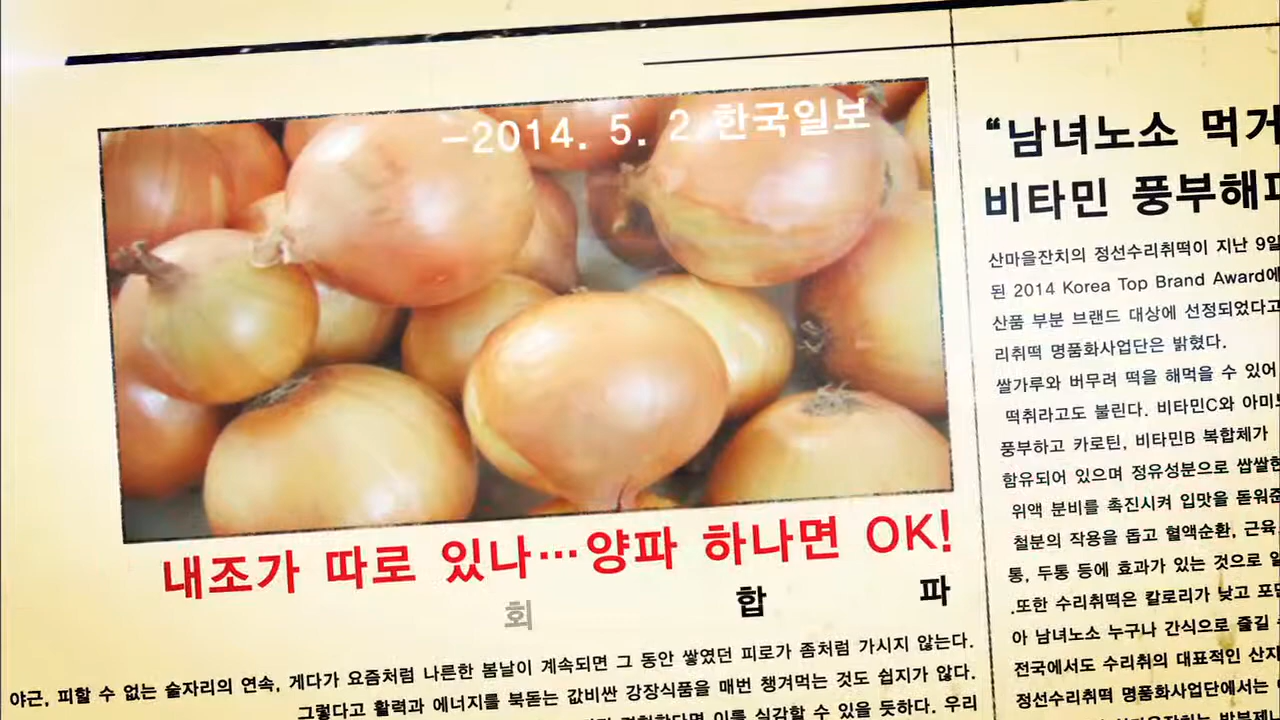 -2014. 5. 2 한국일보
내조가 따로 있나…양파 하나면 OK!
회 합 파
야근, 피할 수 없는 술자리의 연속, 게다가 요즘처럼 나른한 봄날이 계속되면 그 동안 쌓였던 피로가 좀처럼 가시지 않는다.
그렇다고 활력과 에너지를 북돋는 값비싼 강장식품을 매번 챙겨먹는 것도 쉽지가 않다.
이를 실감할 수 있을 듯하다. 우리
“남녀노소 먹거
비타민 풍부해
산마을잔치의 정선수리취떡이 지난 9일
된 2014 Korea Top Brand Award에
산품 부분 브랜드 대상에 선정되었다고
리취떡 명품화사업단은 밝혔다.
쌀가루와 버무려 떡을 해먹을 수 있어
떡취라고도 불린다. 비타민C와 아미
풍부하고 카로틴, 비타민B 복합체가
함유되어 있으며 정유성분으로 쌉쌀한
위액 분비를 촉진시켜 입맛을 돋워준
철분의 작용을 돕고 혈액순환, 근육
통, 두통 등에 효과가 있는 것으로
.또한 수리취떡은 칼로리가 낮고 포
아 남녀노소 누구나 간식으로 즐길
전국에서도 수리취의 대표적인 산지
정선수리취떡 명품화사업단에서는